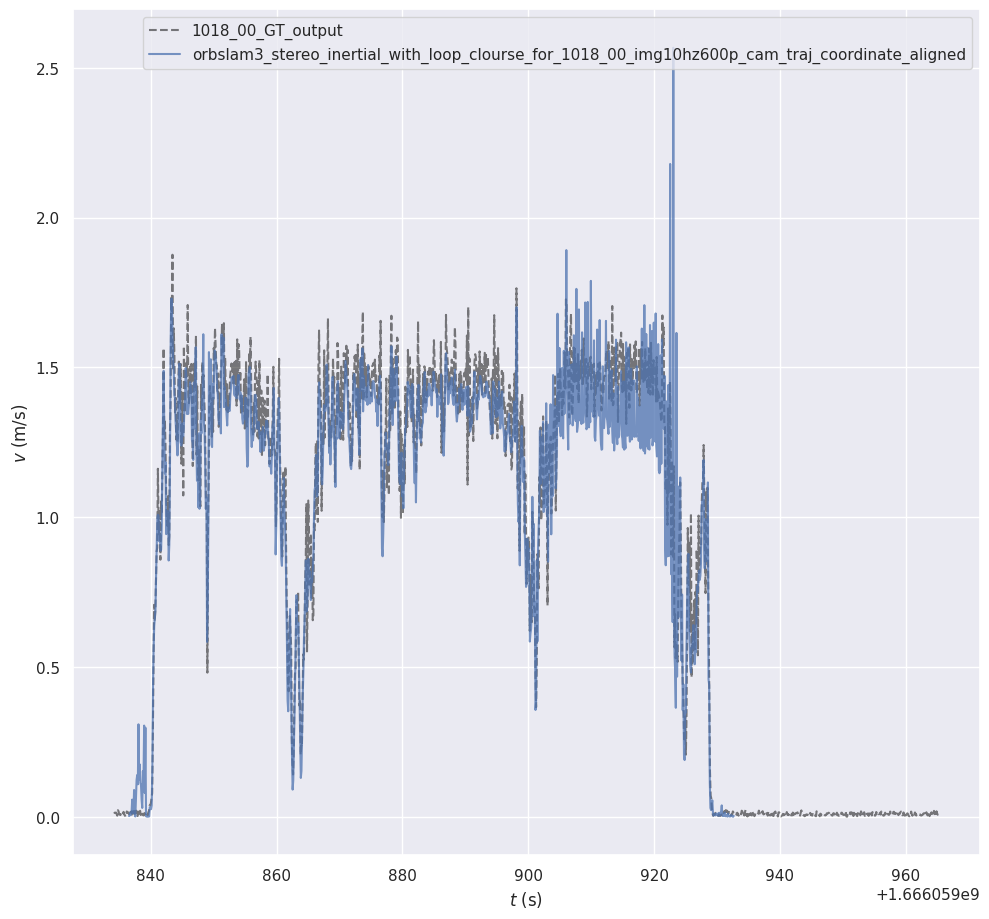 1018_00_GT_output
orbslam3_stereo_inertial_with_loop_clourse_for_1018_00_img10hz600p_cam_traj_coordinate_aligned
2.5
2.0
1.5
1.0
0.5
0.0
v (m/s)
840 860 880 900 920 940 960
+1.666059e9
t (s)